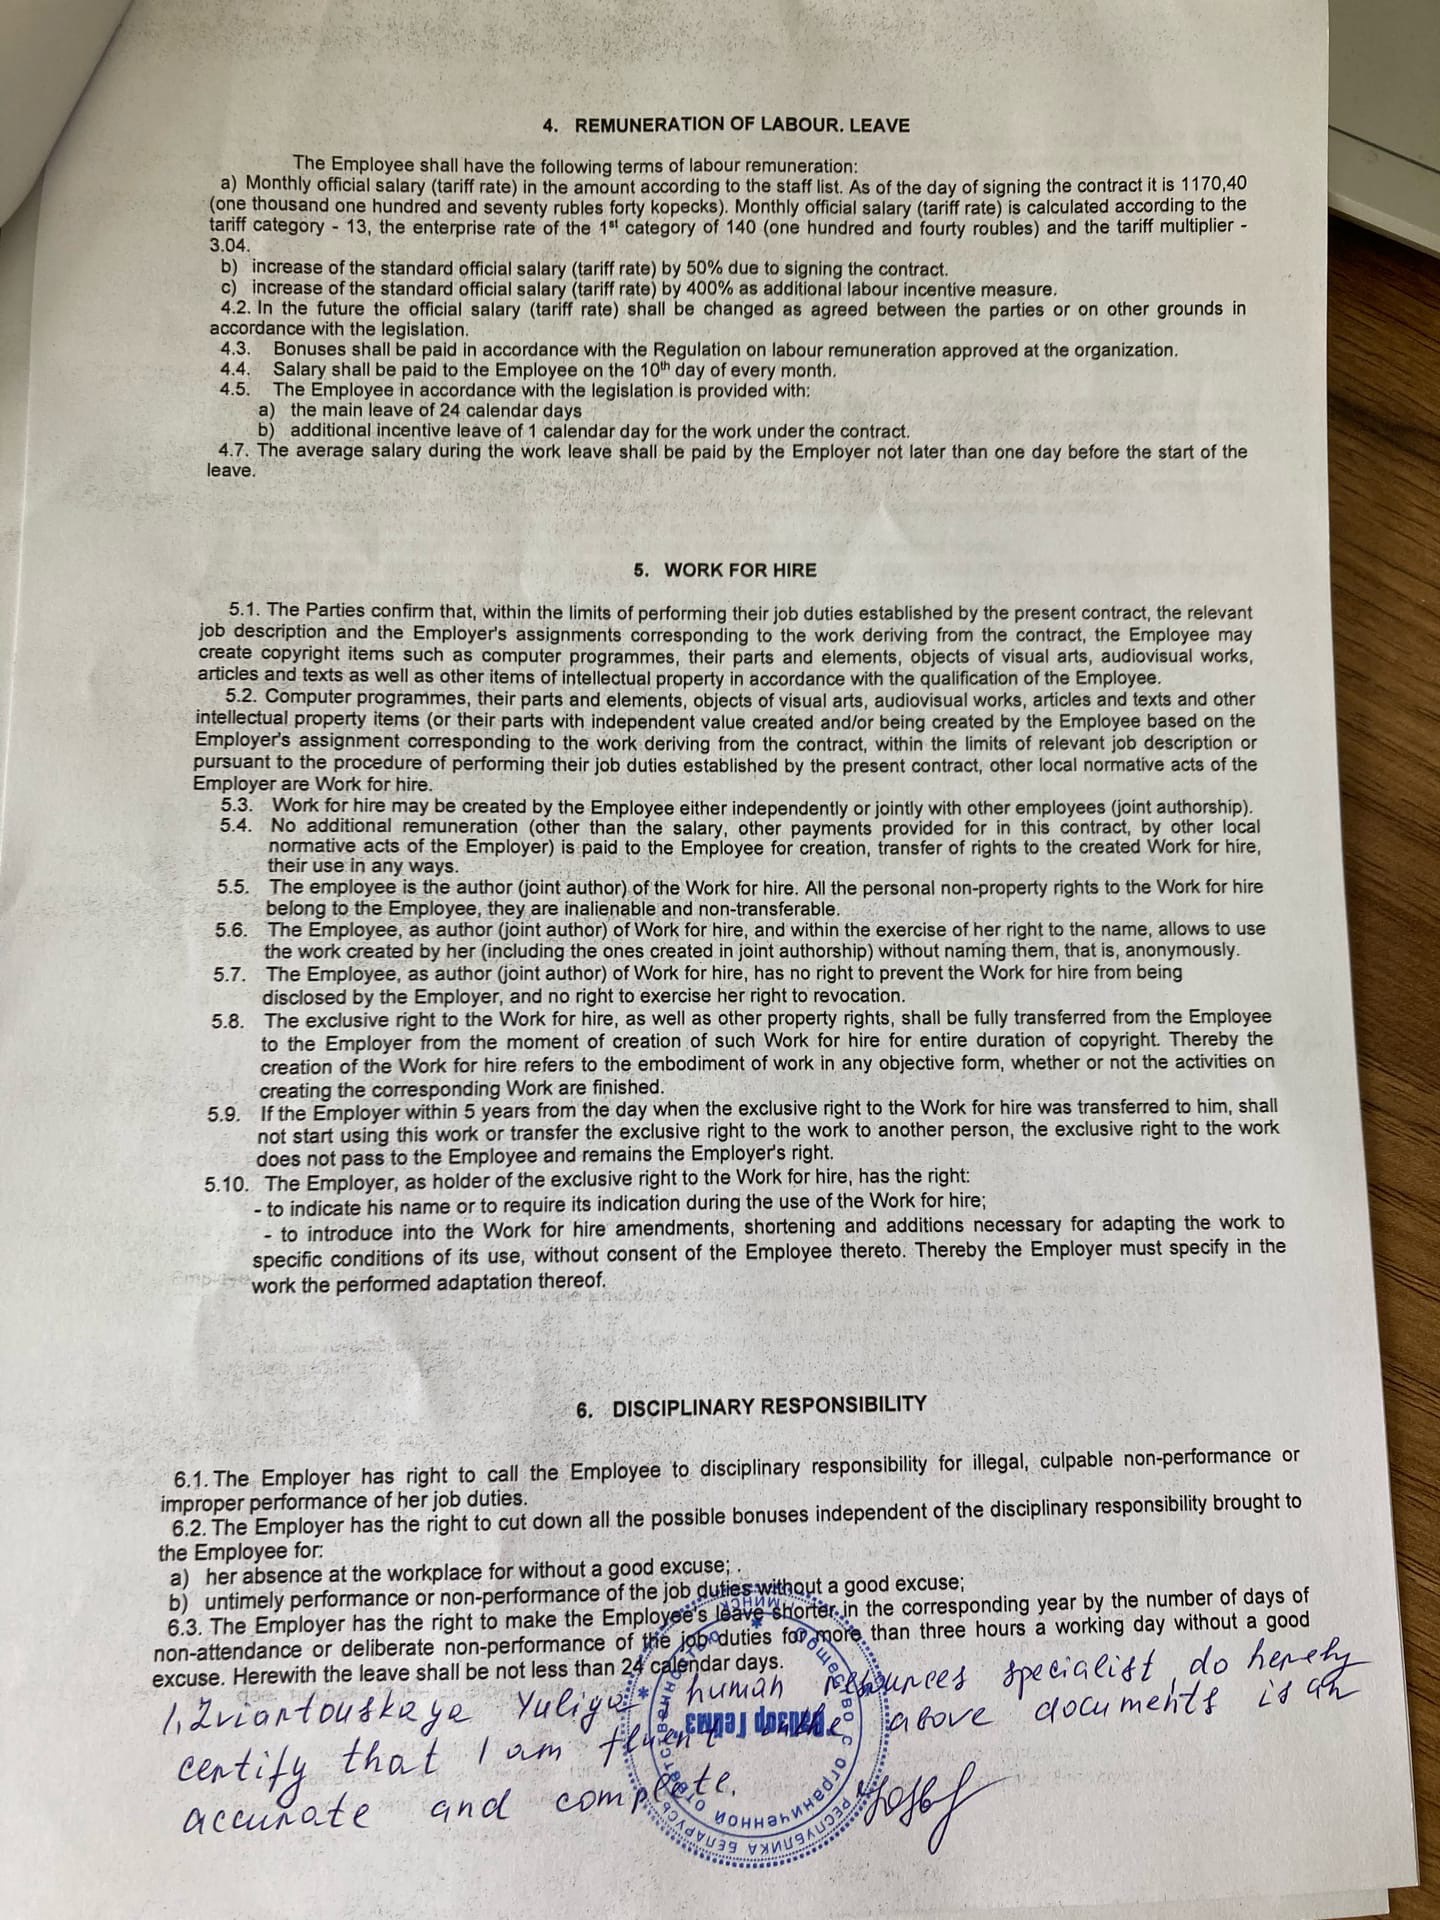 4. REMUNERATION OF LABOUR. LEAVE
The Employee shall have the following terms of labour remuneration:
a) Monthly official salary (tariff rate) in the amount according to the staff list. As of the day of signing the contract it is 1170,40
(one thousand one hundred and seventy rubles forty kopecks). Monthly official salary (tariff rate) is calculated according to the
tariff category - 13, the enterprise rate of the 1st category of 140 (one hundred and fourty roubles) and the tariff multiplier -
3.04.
b) increase of the standard official salary (tariff rate) by 50% due to signing the contract.
c) increase of the standard official salary (tariff rate) by 400% as additional labour incentive measure.
4.2. In the future the official salary (tariff rate) shall be changed as agreed between the parties or on other grounds in
accordance with the legislation.
4.3. Bonuses shall be paid in accordance with the Regulation on labour remuneration approved at the organization.
4.4. Salary shall be paid to the Employee on the 10th day of every month.
4.5. The Employee in accordance with the legislation is provided with:
a) the main leave of 24 calendar days
b) additional incentive leave of 1 calendar day for the work under the contract.
4.7. The average salary during the work leave shall be paid by the Employer not later than one day before the start of the
leave.
5. WORK FOR HIRE
5.1. The Parties confirm that, within the limits of performing their job duties established by the present contract, the relevant
job description and the Employer's assignments corresponding to the work deriving from the contract, the Employee may
create copyright items such as computer programmes, their parts and elements, objects of visual arts, audiovisual works,
articles and texts as well as other items of intellectual property in accordance with the qualification of the Employee.
5.2. Computer programmes, their parts and elements, objects of visual arts, audiovisual works, articles and texts and other
intellectual property items (or their parts with independent value created and/or being created by the Employee based on the
Employer's assignment corresponding to the work deriving from the contract, within the limits of relevant job description or
pursuant to the procedure of performing their job duties established by the present contract, other local normative acts of the
Employer are Work for hire.
5.3. Work for hire may be created by the Employee either independently or jointly with other employees (joint authorship).
5.4. No additional remuneration (other than the salary, other payments provided for in this contract, by other local
normative acts of the Employer) is paid to the Employee for creation, transfer of rights to the created Work for hire,
their use in any ways.
5.5. The employee is the author (joint author) of the Work for hire. All the personal non-property rights to the Work for hire
belong to the Employee, they are inalienable and non-transferable.
5.6. The Employee, as author (joint author) of Work for hire, and within the exercise of her right to the name, allows to use
the work created by her (including the ones created in joint authorship) without naming them, that is, anonymously.
5.7. The Employee, as author (joint author) of Work for hire, has no right to prevent the Work for hire from being
disclosed by the Employer, and no right to exercise her right to revocation.
5.8. The exclusive right to the Work for hire, as well as other property rights, shall be fully transferred from the Employee
to the Employer from the moment of creation of such Work for hire for entire duration of copyright. Thereby the
creation of the Work for hire refers to the embodiment of work in any objective form, whether or not the activities on
creating the corresponding Work are finished.
5.9. If the Employer within 5 years from the day when the exclusive right to the Work for hire was transferred to him, shall
not start using this work or transfer the exclusive right to the work to another person, the exclusive right to the work
does not pass to the Employee and remains the Employer's right.
5.10. The Employer, as holder of the exclusive right to the Work for hire, has the right:
- to indicate his name or to require its indication during the use of the Work for hire;
- to introduce into the Work for hire amendments, shortening and additions necessary for adapting the work to
specific conditions of its use, without consent of the Employee thereto. Thereby the Employer must specify in the
work the performed adaptation thereof.
6. DISCIPLINARY RESPONSIBILITY
6.1. The Employer has right to call the Employee to disciplinary responsibility for illegal, culpable non-performance or
improper performance of her job duties.
6.2. The Employer has the right to cut down all the possible bonuses independent of the disciplinary responsibility brought to
the Employee for:
a) her absence at the workplace for without a good excuse;
b) untimely performance or non-performance of the job duties without a good excuse;
6.3. The Employer has the right to make the Employee's leave shorter in the corresponding year by the number of days of
non-attendance or deliberate non-performance of the job duties for more than three hours a working day without a good
excuse. Herewith the leave shall be not less than 24 calendar days.
I, Zviartouskaya Yuliya, human resources specialist, do hereby
certify that I am fluent in the above documents is an
accurate and complete.
РЕСПУБЛИКА БЕЛАРУСЬ МИНСК
Общество с ограниченной ответственностью
Геймз